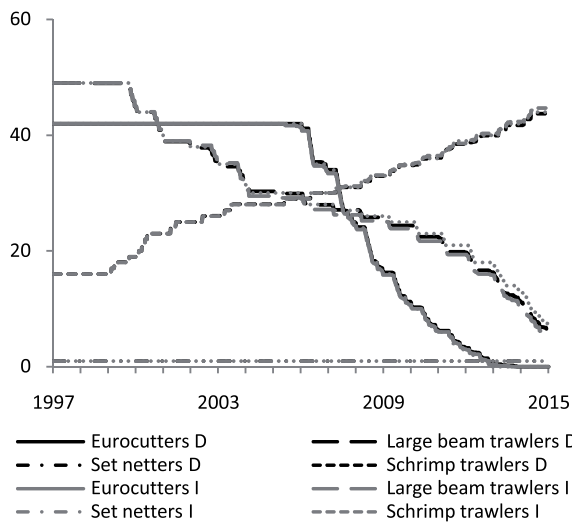 60
40
20
0
1997 2003 2009 2015
Eurocutters D Large beam trawlers D
Set netters D Schrimp trawlers D
Eurocutters I Large beam trawlers I
Set netters I Schrimp trawlers I